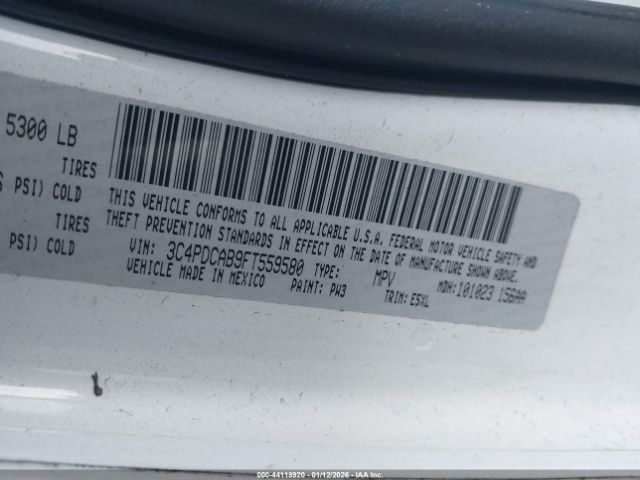 5300 LB
TIRES
PSI) COLD
TIRES
PSI) COLD
THIS VEHICLE CONFORMS TO ALL APPLICABLE U.S.A. FEDERAL MOTOR VEHICLE SAFETY AND
THEFT PREVENTION STANDARDS IN EFFECT ON THE DATE OF MANUFACTURE SHOWN ABOVE.
VIN: 3C4PDCAB9FT559580 TYPE: MPV MDH:101023 156AA
VEHICLE MADE IN MEXICO PAINT: PW3 TRIM: E5XL
000-44118920 - 01/12/2026 - IAAI.COM